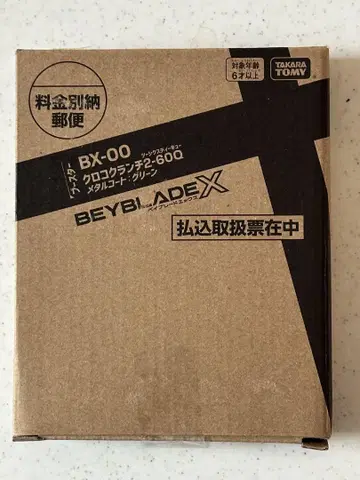 料金別納
郵便
対象年齢
6才以上
TAKARA
TOMY
ブースター
BX-00
ツーシックスティーキュー
クロコクランチ2-60Q
メタルコート:グリーン
BEYBLADE X
ベイブレードエックス
払込取扱票在中